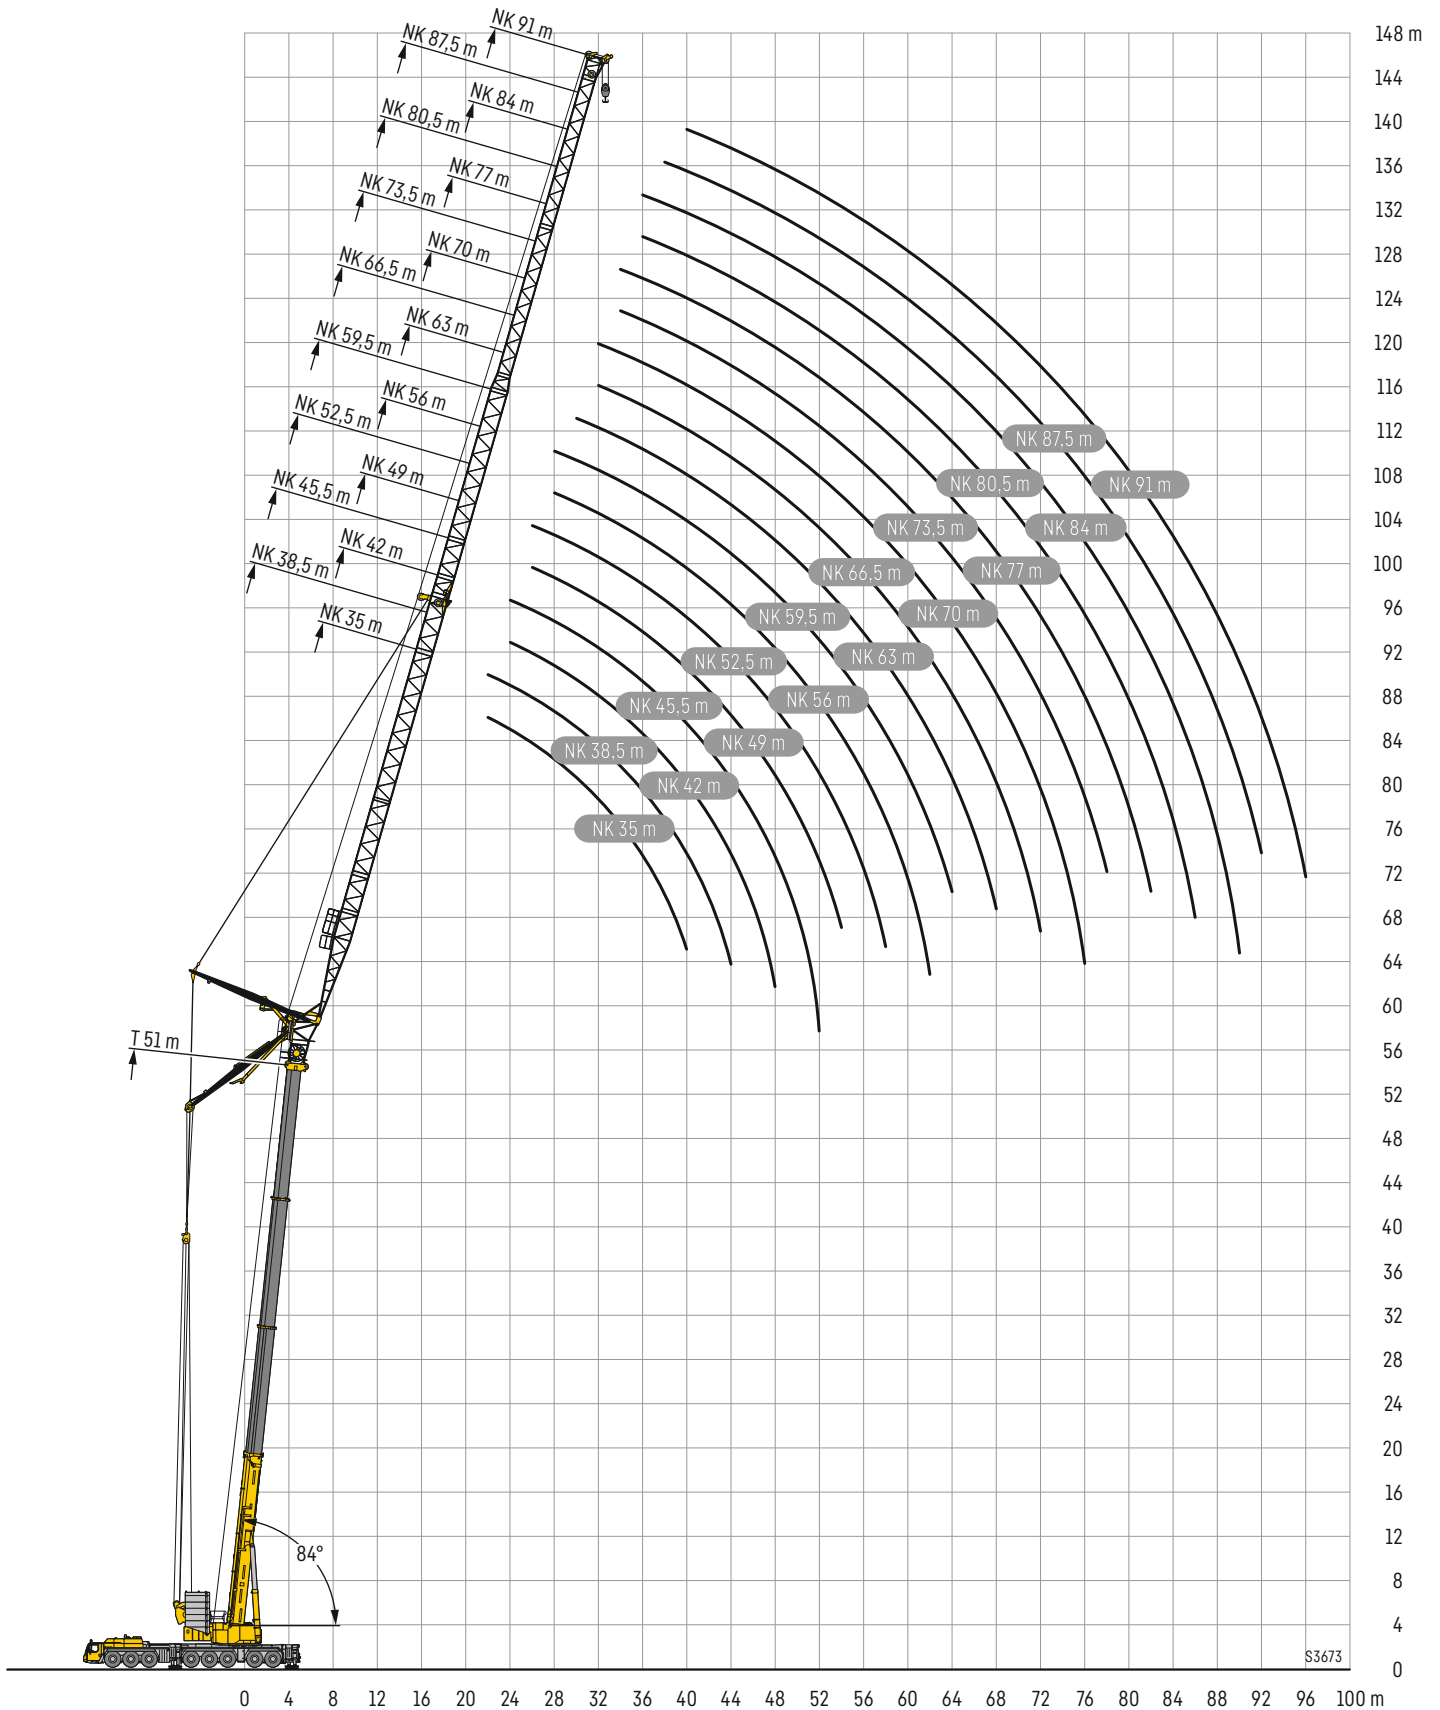 NK 91 m
148 m
NK 87,5 m
144
NK 84 m
140
NK 80,5 m
136
NK 77 m
132
NK 73,5 m
128
NK 70 m
124
NK 66,5 m
120
NK 63 m
116
NK 59,5 m
112
NK 56 m
108
NK 52,5 m
104
NK 49 m
100
NK 45,5 m
96
NK 42 m
92
NK 38,5 m
88
NK 35 m
84
NK 87,5 m
NK 80,5 m
NK 91 m
NK 73,5 m
NK 84 m
NK 66,5 m
NK 77 m
NK 59,5 m
NK 70 m
NK 52,5 m
NK 63 m
NK 45,5 m
NK 56 m
NK 38,5 m
NK 49 m
NK 42 m
NK 35 m
80
76
72
68
64
60
T 51 m
56
52
48
44
40
36
32
28
24
20
16
12
84°
8
4
S3673
0
0 4 8 12 16 20 24 28 32 36 40 44 48 52 56 60 64 68 72 76 80 84 88 92 96 100 m